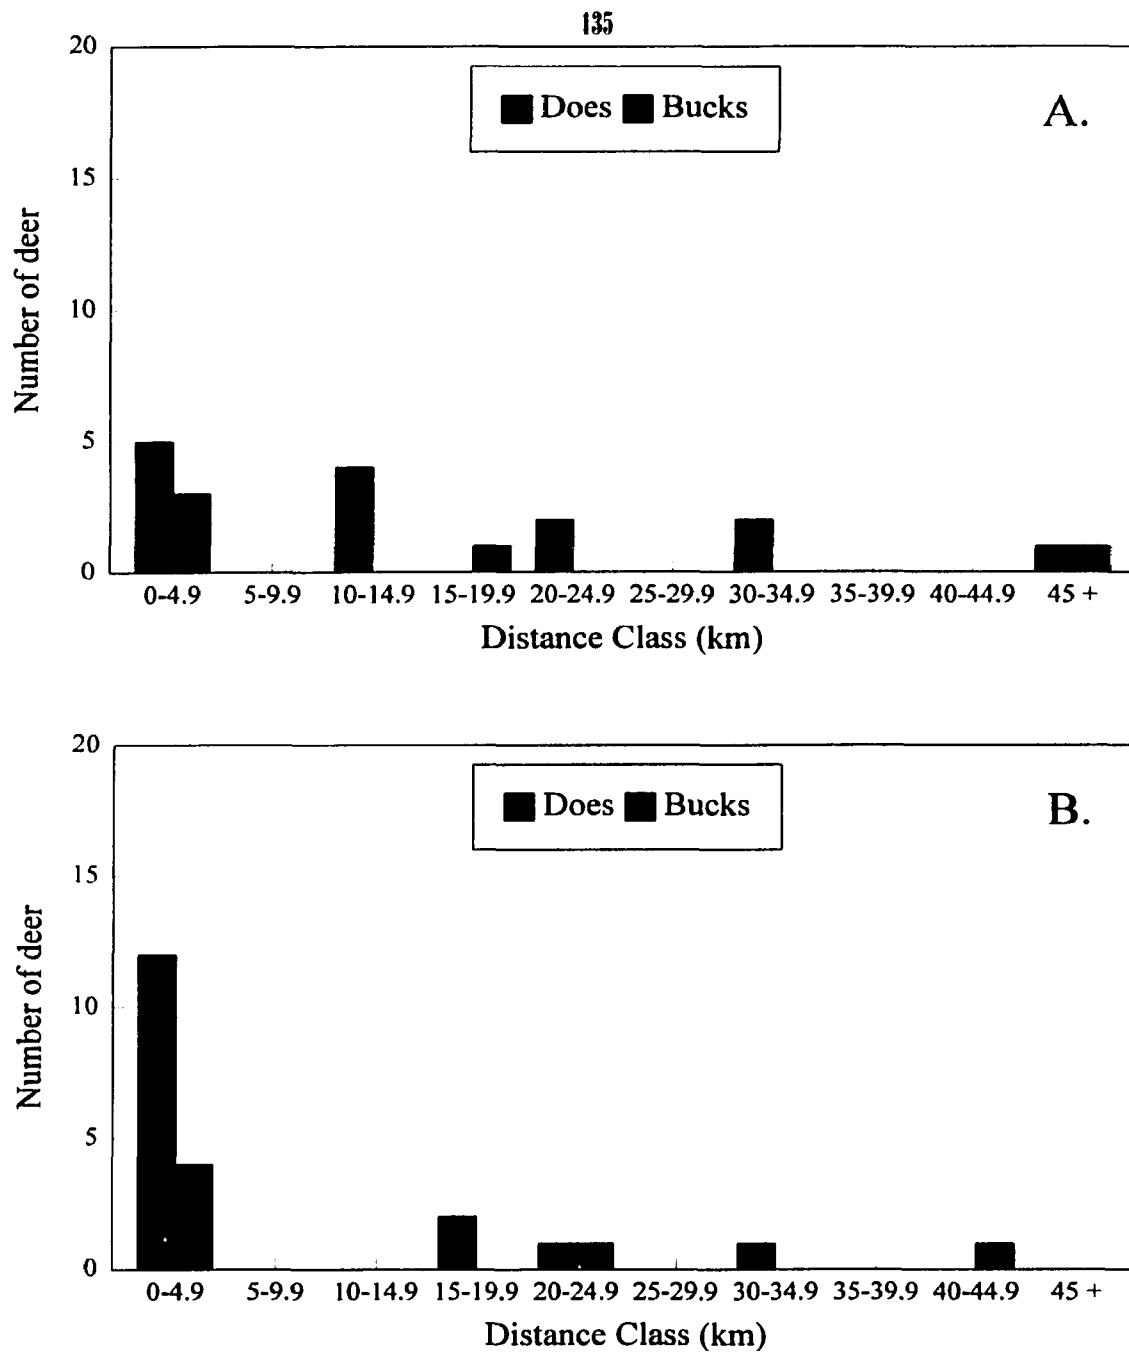 135
20
Does Bucks
A.
15
10
5
0
Number of deer
0-4.9 5-9.9 10-14.9 15-19.9 20-24.9 25-29.9 30-34.9 35-39.9 40-44.9 45 +
Distance Class (km)
20
Does Bucks
B.
15
10
5
0
Number of deer
0-4.9 5-9.9 10-14.9 15-19.9 20-24.9 25-29.9 30-34.9 35-39.9 40-44.9 45 +
Distance Class (km)